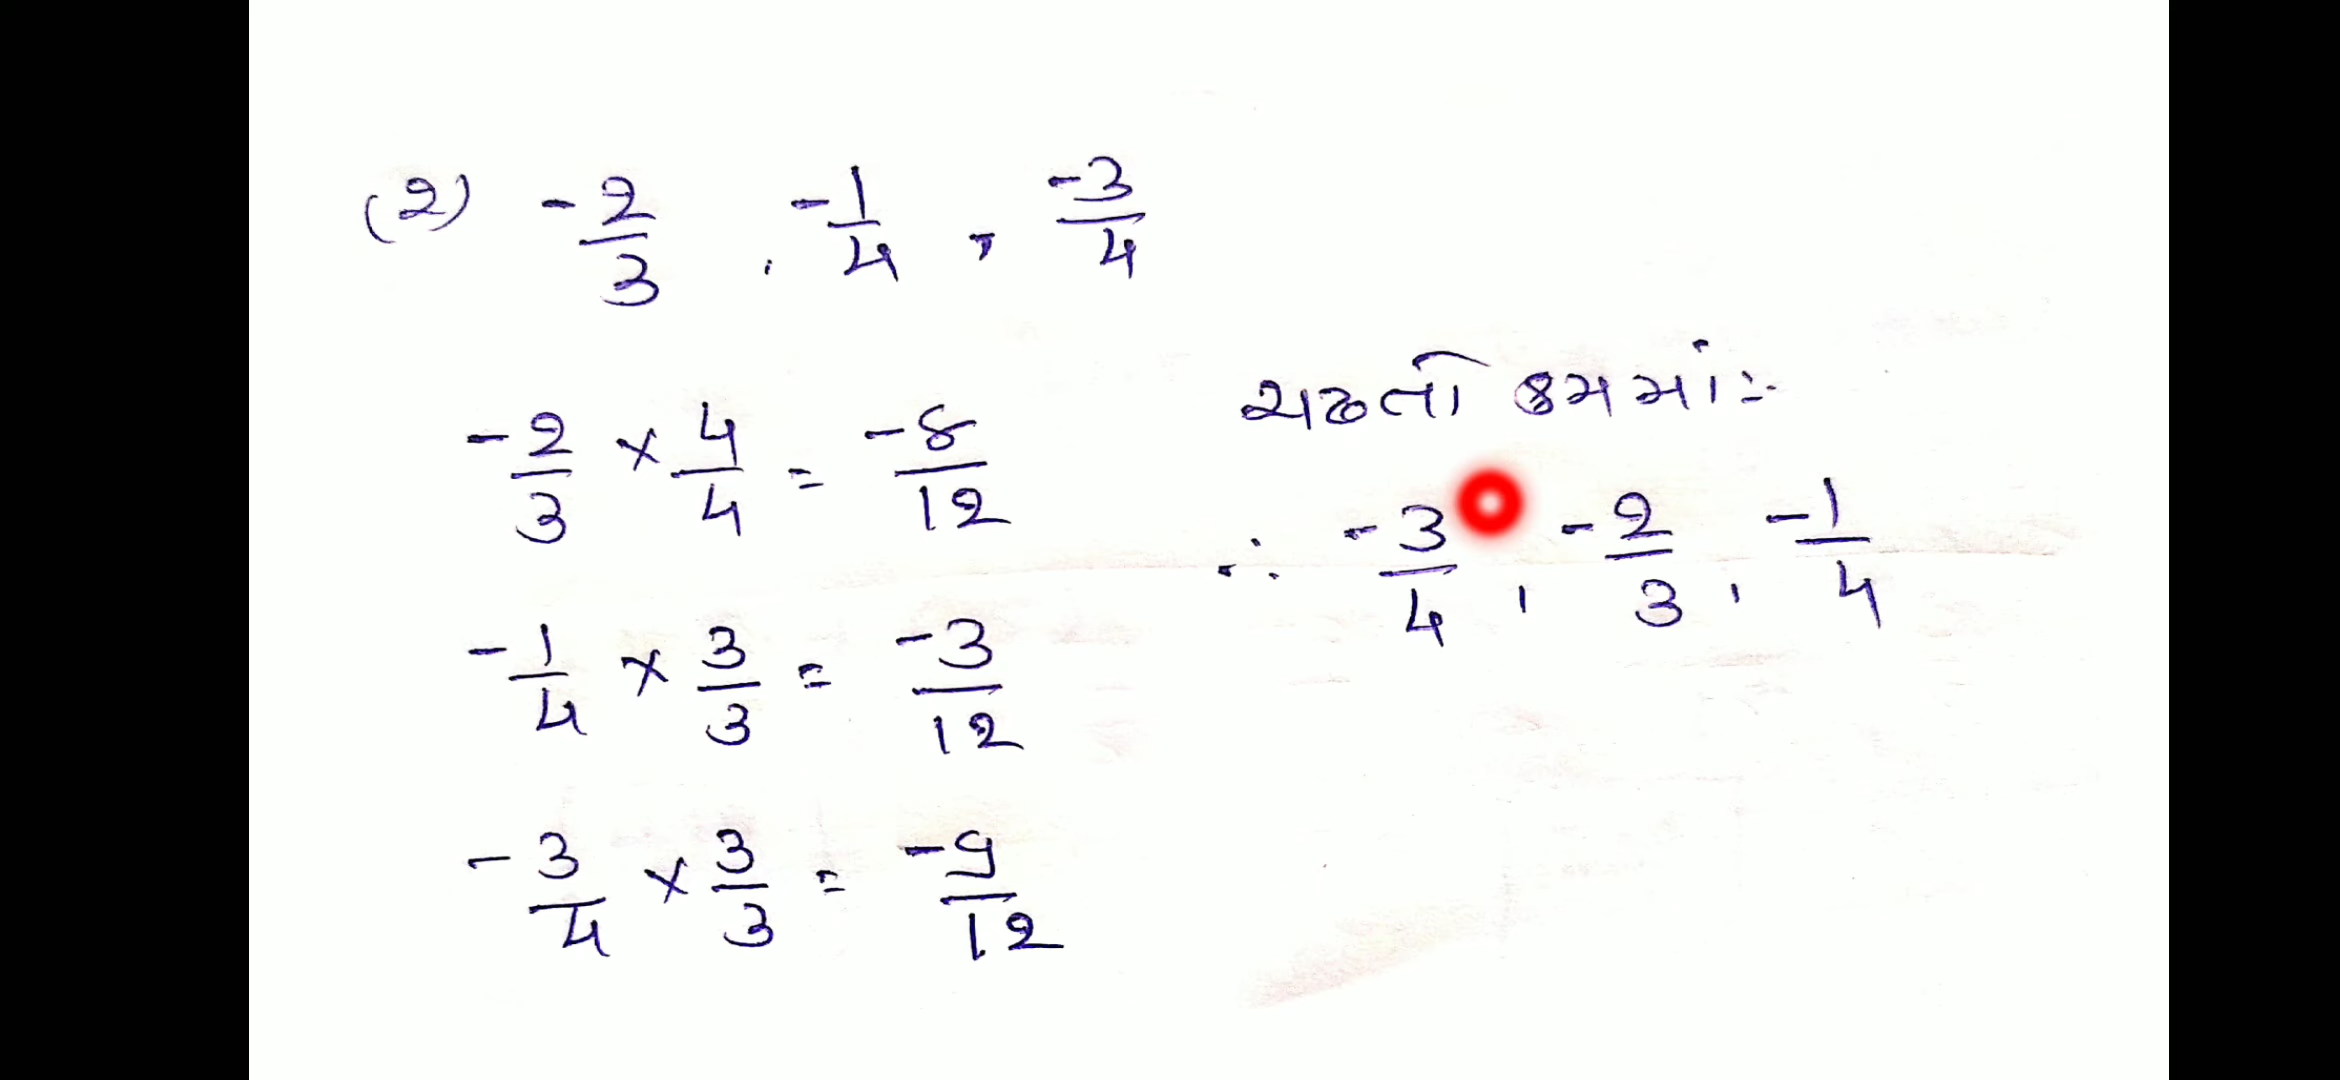 (2) -2/3 , -1/4 , -3/4
-2/3 × 4/4 = -8/12
-1/4 × 3/3 = -3/12
-3/4 × 3/3 = -9/12
ચઢતો ક્રમમાં :-
∴ -3/4 , -2/3 , -1/4